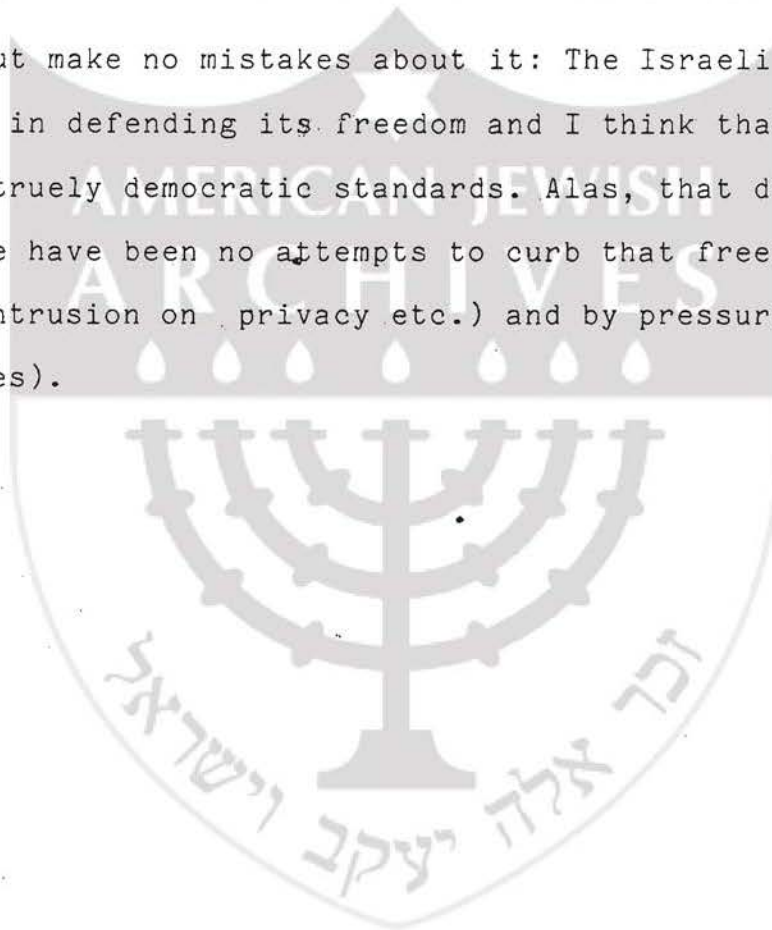 ut make no mistakes about it: The Israeli
in defending its freedom and I think tha
truely democratic standards. Alas, that d
e have been no attempts to curb that free
ntrusion on privacy etc.) and by pressur
es).
AMERICAN JEWISH
ARCHIVES
זכר אלה יעקב וישראל